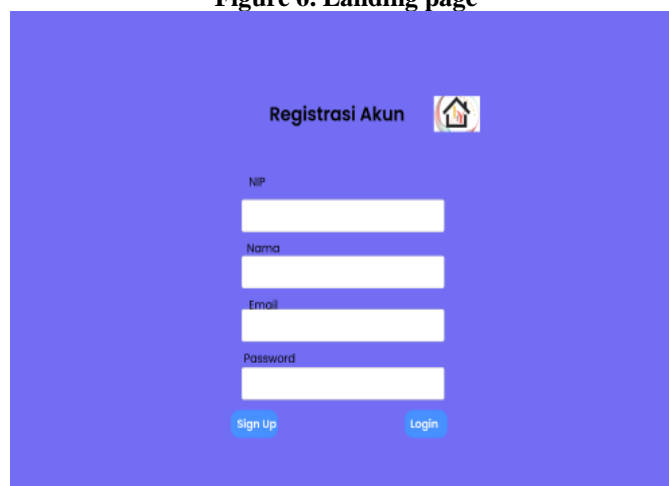 Figure 6. Landing page
Registrasi Akun
NIP
Nama
Email
Password
Sign Up Login